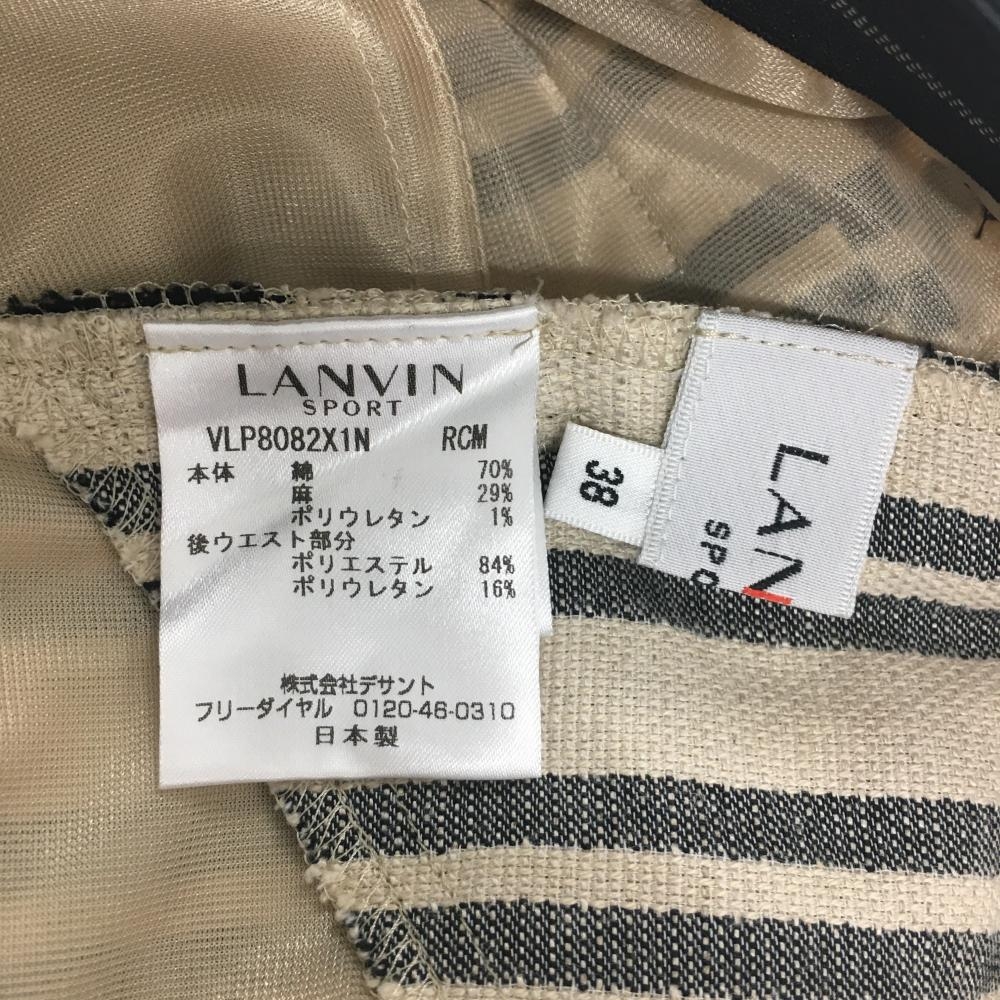 LANVIN
SPORT
VLP8082X1N RCM
本体 綿 70%
麻 29%
ポリウレタン 1%
後ウエスト部分
ポリエステル 84%
ポリウレタン 16%
株式会社デサント
フリーダイヤル 0120-46-0310
日本製
38
LAN
SPO